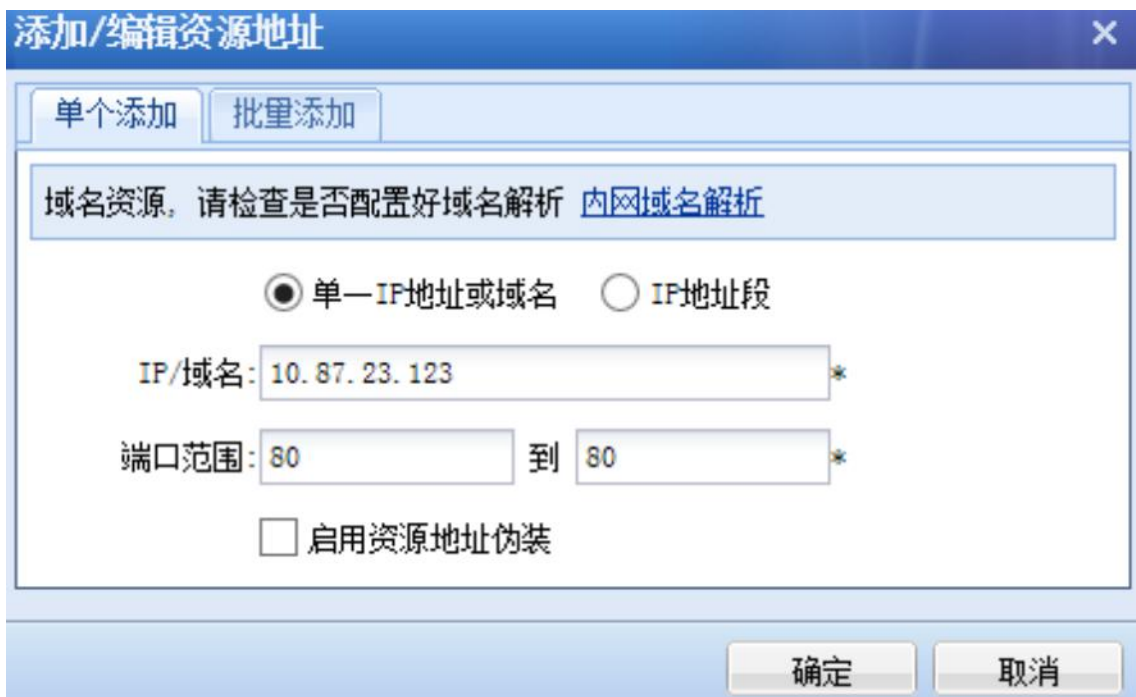 添加/编辑资源地址
单个添加 批量添加
域名资源，请检查是否配置好域名解析 内网域名解析
单一IP地址或域名 IP地址段
IP/域名: 10.87.23.123 *
端口范围: 80 到 80 *
启用资源地址伪装
确定 取消